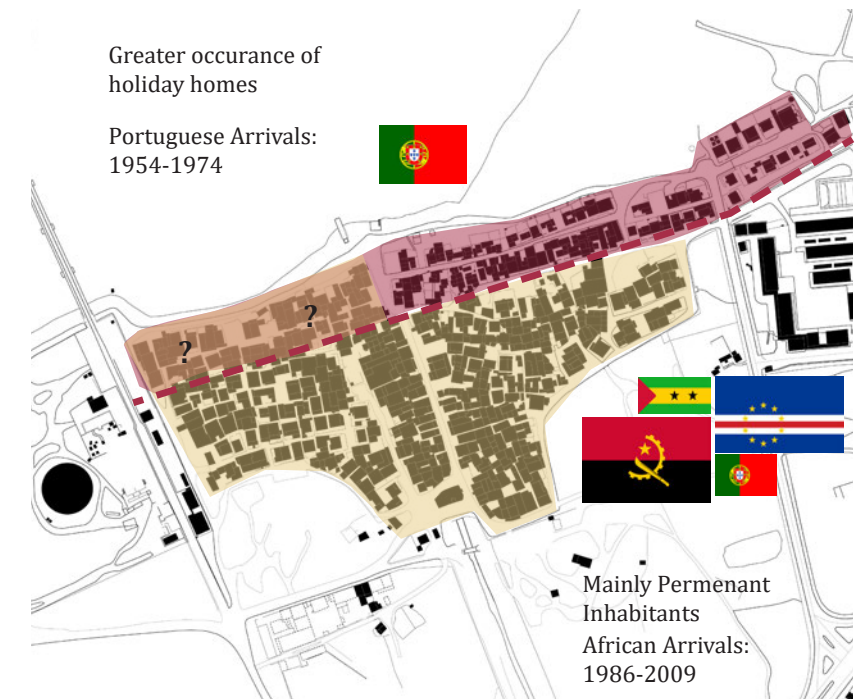 Greater occurance of
holiday homes
Portuguese Arrivals:
1954-1974
?
?
Mainly Permenant
Inhabitants
African Arrivals:
1986-2009